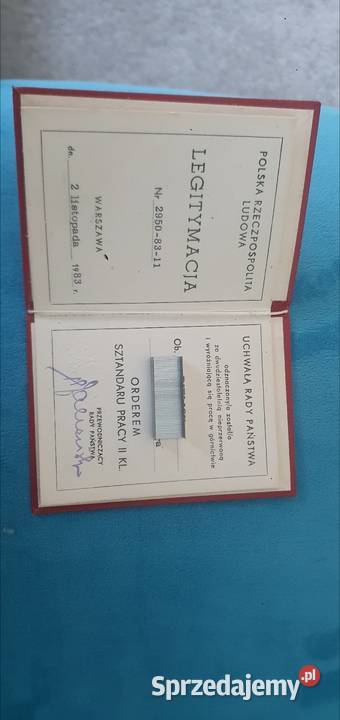 POLSKA RZECZPOSPOLITA
LUDOWA
LEGITYMACJA
Nr 2950-83-11
WARSZAWA
dn. 2 listopada 1983 r.
UCHWAŁĄ RADY PAŃSTWA
odznaczony/a została
za dwudziestoletnią nieprzerwaną
i wyróżniającą się pracę w górnictwie
Ob.
ORDEREM
SZTANDARU PRACY II KL.
PRZEWODNICZĄCY
RADY PAŃSTWA
Sprzedajemy.pl